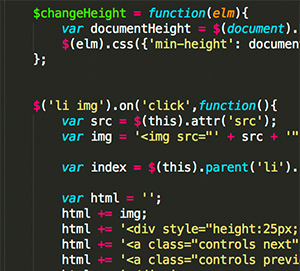 $changeHeight = function(elm){
var documentHeight = $(document).
$(elm).css({'min-height': documen
};
$('li img').on('click',function(){
var src = $(this).attr('src');
var img = '<img src="' + src + '"
var index = $(this).parent('li').
var html = '';
html += img;
html += '<div style="height:25px;
html += '<a class="controls next"
html += '<a class="controls previ